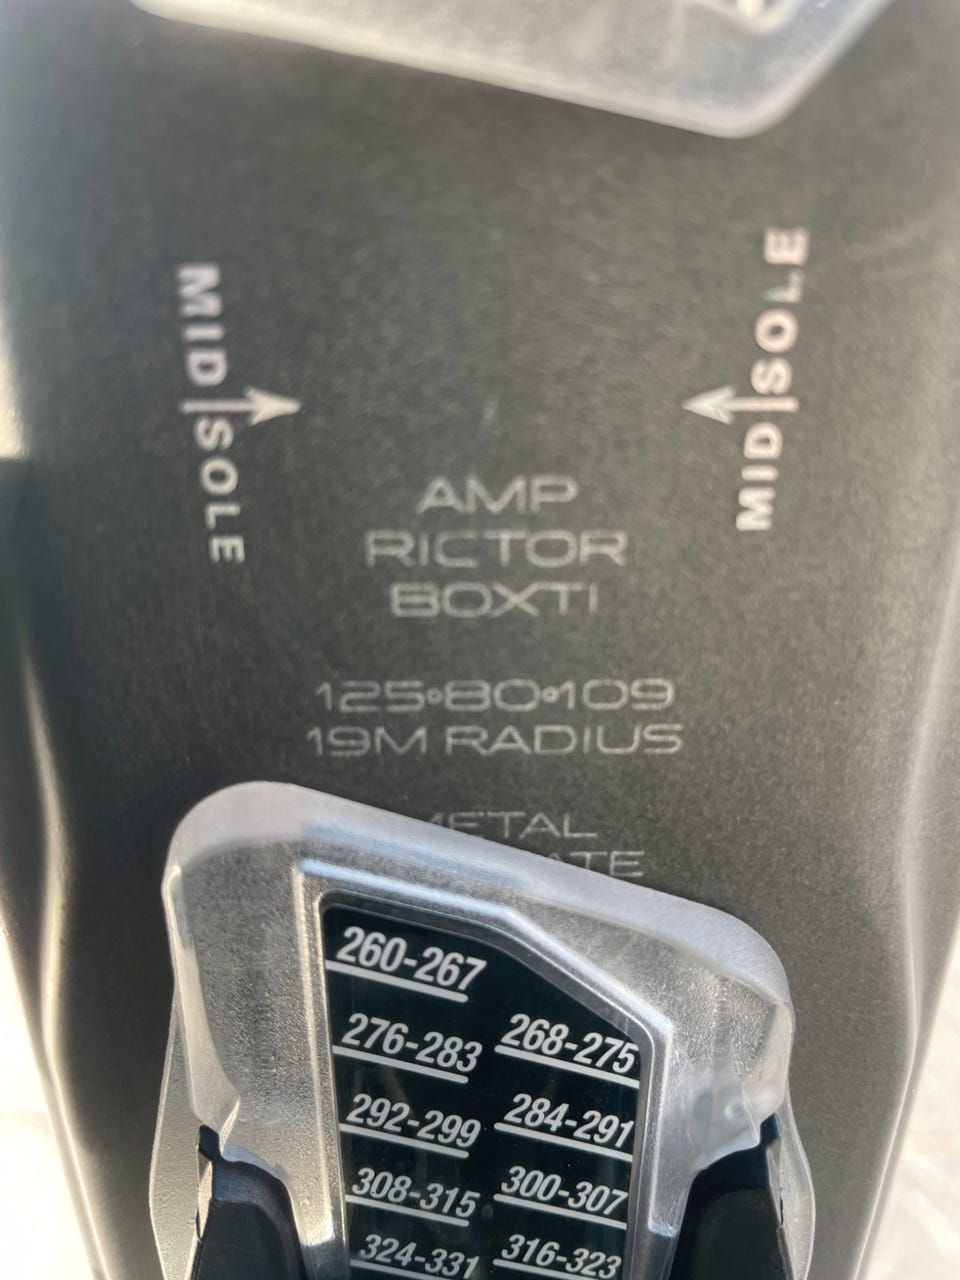 MID|SOLE
MID|SOLE
AMP
RICTOR
BOXTI
125•80•109
19M RADIUS
260-267
276-283 268-275
292-299 284-291
308-315 300-307
324-331 316-323